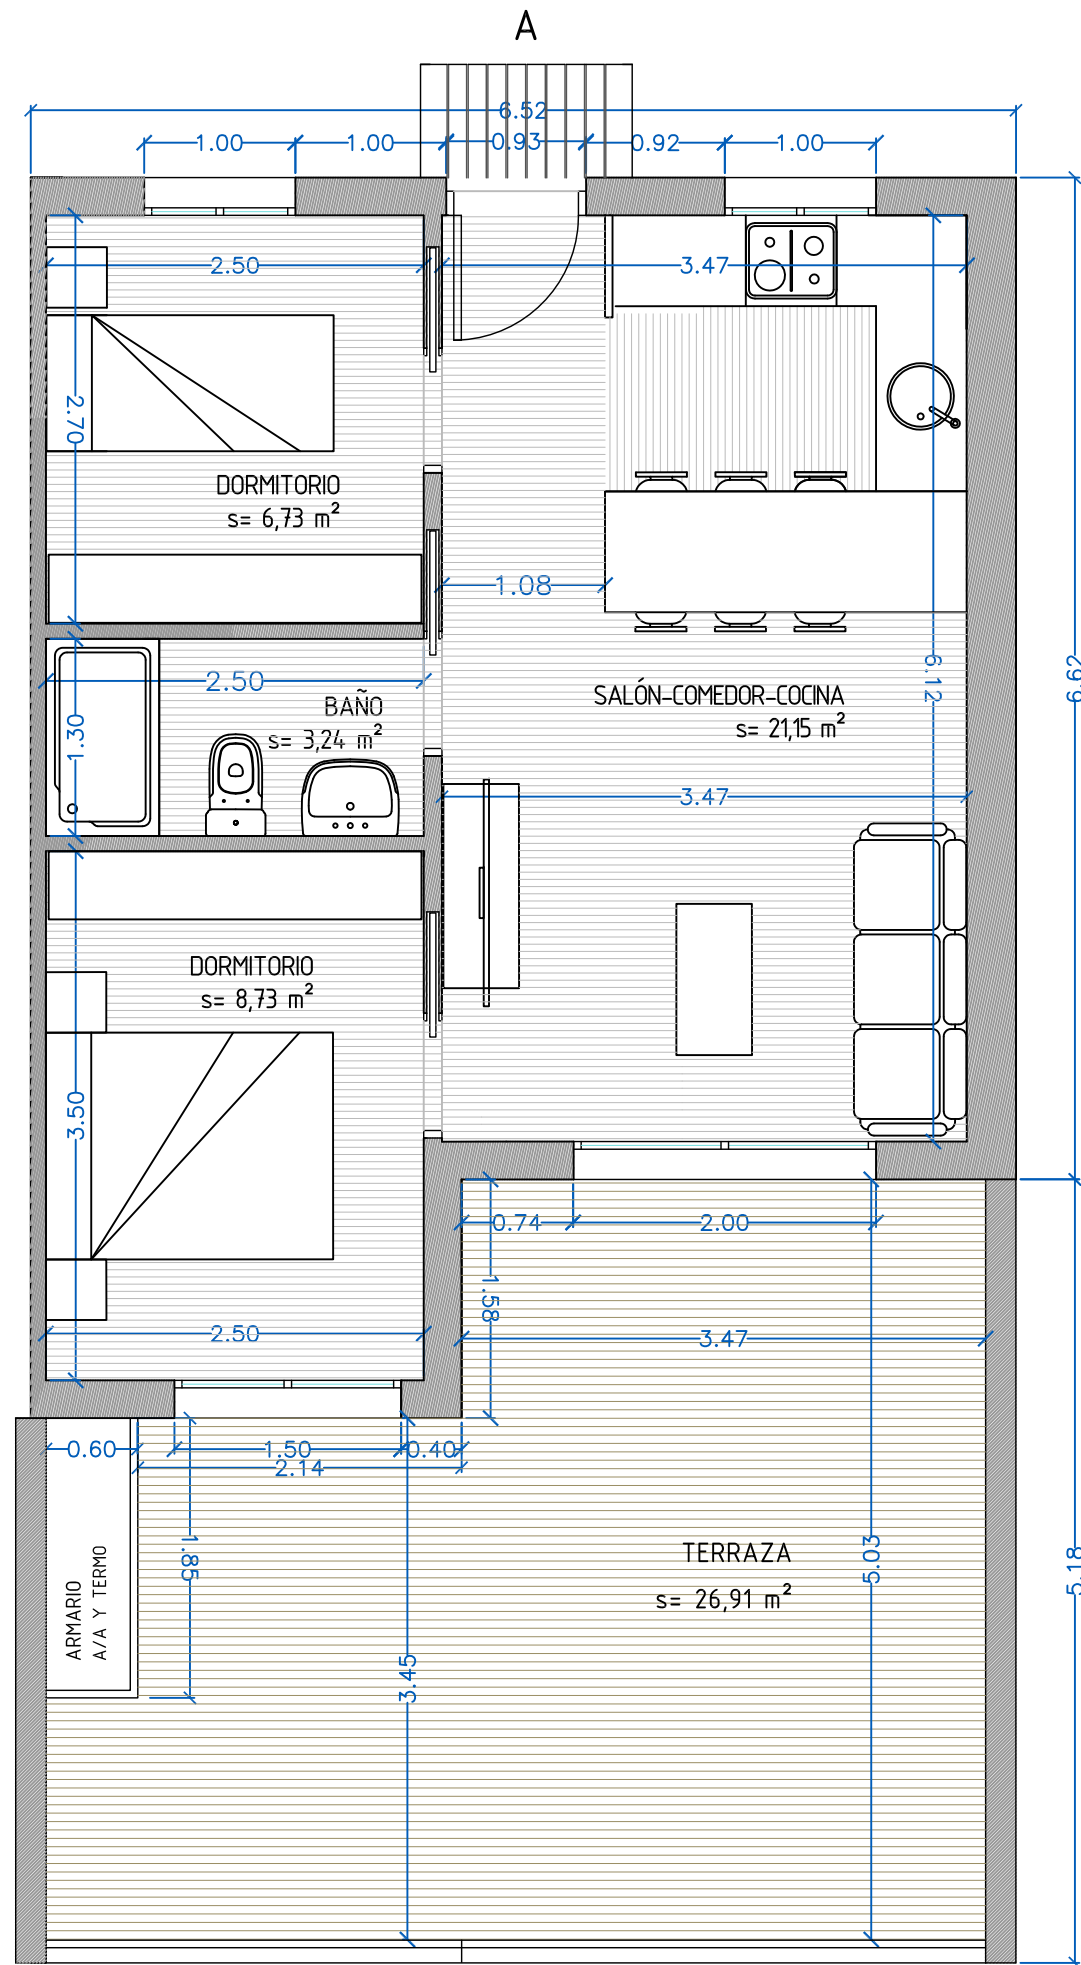 A
6.52
1.00
1.00
0.93
0.92
1.00
2.50
3.47
2.70
DORMITORIO
s= 6,73 m²
1.08
6.12
6.62
2.50
BAÑO
s= 3,24 m²
1.30
SALÓN-COMEDOR-COCINA
s= 21,15 m²
3.47
DORMITORIO
s= 8,73 m²
3.50
0.74
2.00
1.58
2.50
3.47
0.60
1.50
0.40
2.14
1.85
ARMARIO
A/A Y TERMO
TERRAZA
s= 26,91 m²
5.03
5.18
3.45